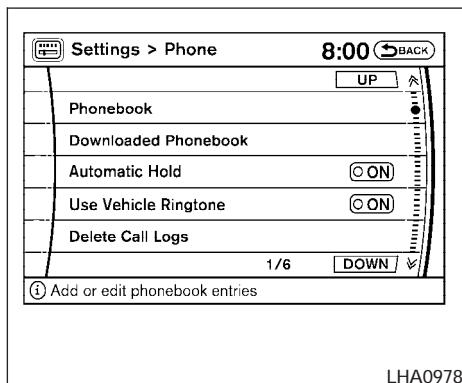 Settings > Phone 8:00 BACK
UP
Phonebook
Downloaded Phonebook
Automatic Hold ON
Use Vehicle Ringtone ON
Delete Call Logs
1/6 DOWN
i Add or edit phonebook entries
LHA0978